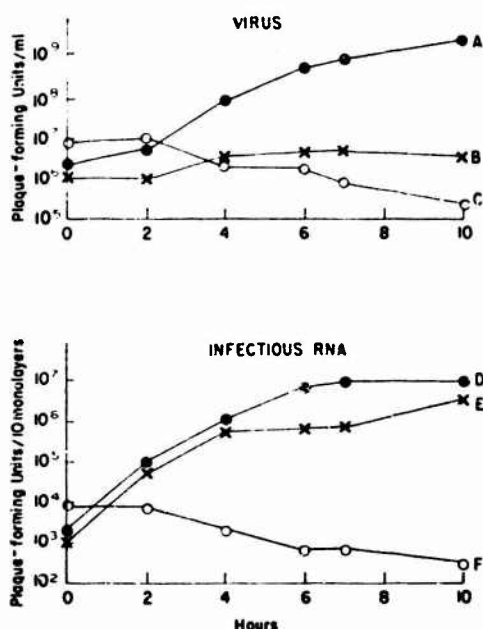 VIRUS
Plaque-forming Units/ml
10⁹
10⁸
10⁷
10⁶
10⁵
A
B
C
0 2 4 6 8 10
INFECTIOUS RNA
Plaque-forming Units/10 monolayers
10⁷
10⁶
10⁵
10⁴
10³
10²
D
E
F
0 2 4 6 8 10
Hours